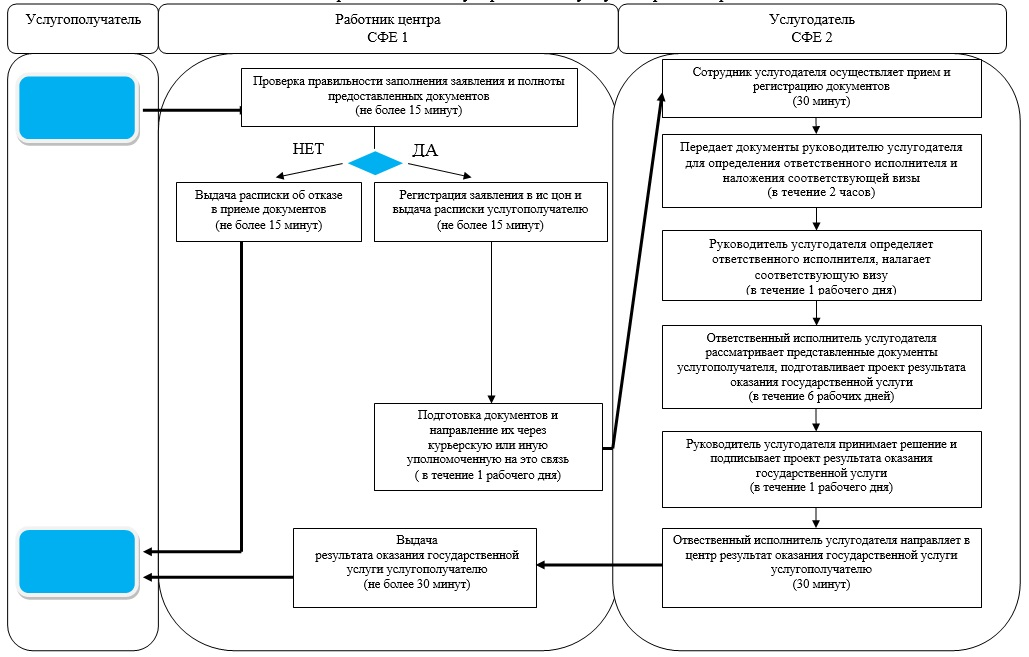 Услугополучатель
Работник центра
СФЕ 1
Услугодатель
СФЕ 2
Проверка правильности заполнения заявления и полноты
предоставленных документов
(не более 15 минут)
НЕТ
ДА
Выдача расписки об отказе
в приеме документов
(не более 15 минут)
Регистрация заявления в ис цон и
выдача расписки услугополучателю
(не более 15 минут)
Подготовка документов и
направление их через
курьерскую или иную
уполномоченную на это связь
( в течение 1 рабочего дня)
Выдача
результата оказания государственной
услуги услугополучателю
(не более 30 минут)
Сотрудник услугодателя осуществляет прием и
регистрацию документов
(30 минут)
Передает документы руководителю услугодателя
для определения ответственного исполнителя и
наложения соответствующей визы
(в течение 2 часов)
Руководитель услугодателя определяет
ответственного исполнителя, налагает
соответствующую визу
(в течение 1 рабочего дня)
Ответственный исполнитель услугодателя
рассматривает представленные документы
услугополучателя, подготавливает проект результата
оказания государственной услуги
(в течение 6 рабочих дней)
Руководитель услугодателя принимает решение и
подписывает проект результата оказания
государственной услуги
(в течение 1 рабочего дня)
Отвественный исполнитель услугодателя направляет в
центр результат оказания государственной услуги
услугополучателю
(30 минут)